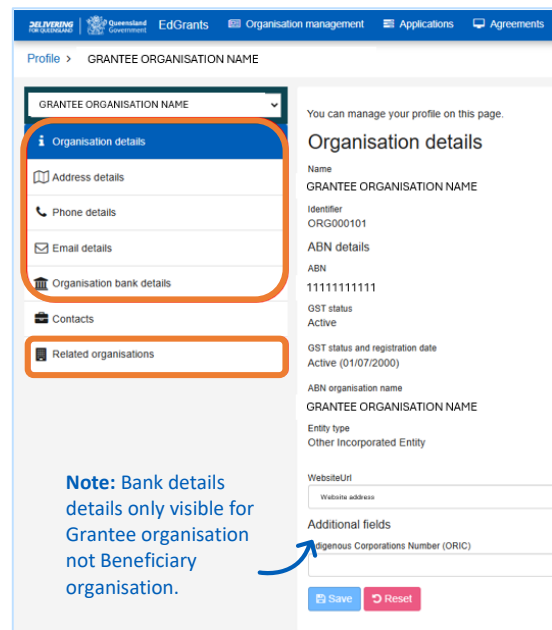 DELIVERING
FOR QUEENSLAND
Queensland
Government
EdGrants
Organisation management
Applications
Agreements
Profile > GRANTEE ORGANISATION NAME
GRANTEE ORGANISATION NAME
Organisation details
Address details
Phone details
Email details
Organisation bank details
Contacts
Related organisations
Note: Bank details
details only visible for
Grantee organisation
not Beneficiary
organisation.
You can manage your profile on this page.
Organisation details
Name
GRANTEE ORGANISATION NAME
Identifier
ORG000101
ABN details
ABN
11111111111
GST status
Active
GST status and registration date
Active (01/07/2000)
ABN organisation name
GRANTEE ORGANISATION NAME
Entity type
Other Incorporated Entity
WebsiteUrl
Website address
Additional fields
digenous Corporations Number (ORIC)
Save
Reset